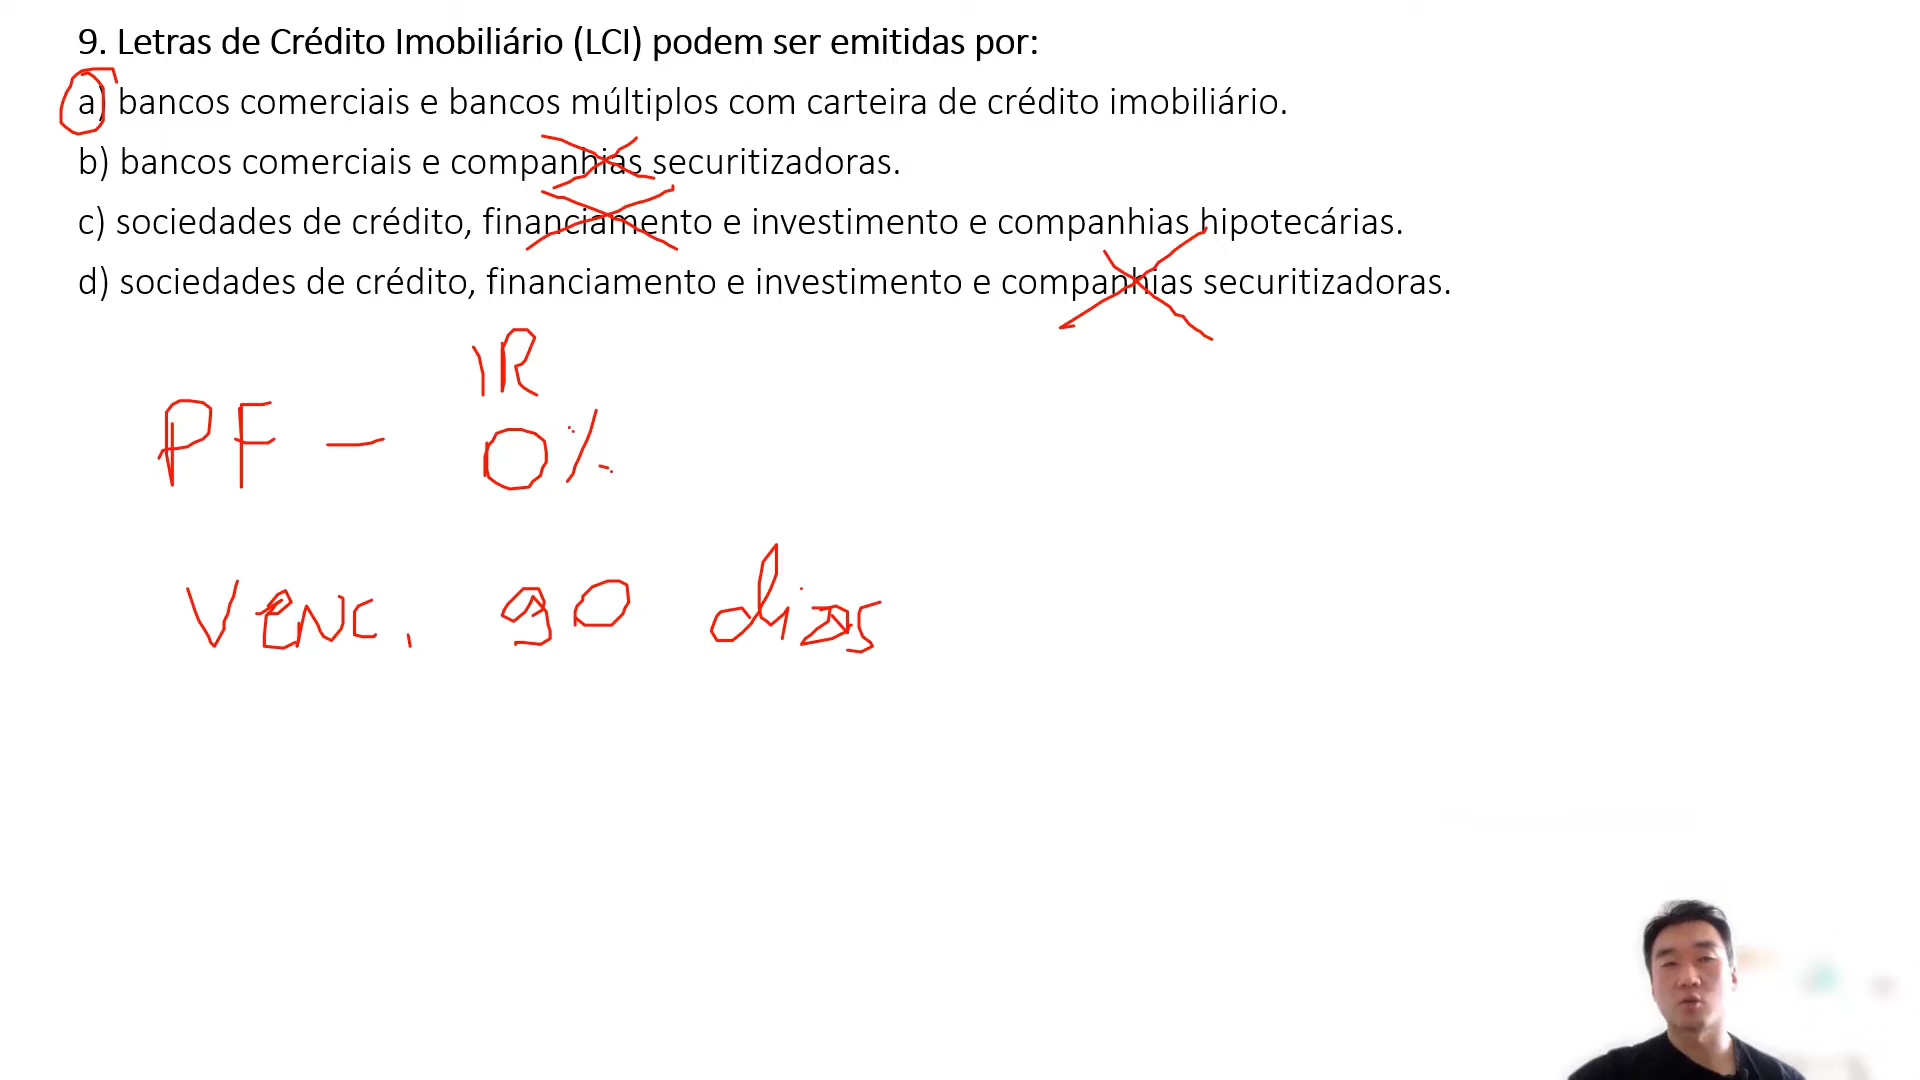 9. Letras de Crédito Imobiliário (LCI) podem ser emitidas por:
a) bancos comerciais e bancos múltiplos com carteira de crédito imobiliário.
b) bancos comerciais e companhias securitizadoras.
c) sociedades de crédito, financiamento e investimento e companhias hipotecárias.
d) sociedades de crédito, financiamento e investimento e companhias securitizadoras.
IR
PF — 0%
Venc. 90 dias